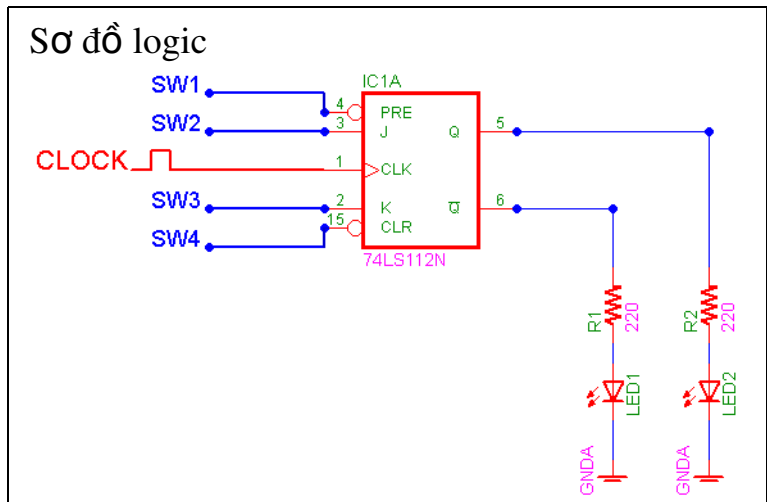 Sơ đồ logic
IC1A
SW1
4
PRE
SW2
3
J
Q
5
CLOCK
1
CLK
SW3
2
K
Q̅
6
SW4
15
CLR
74LS112N
R1
220
R2
220
LED1
LED2
GNDA
GNDA